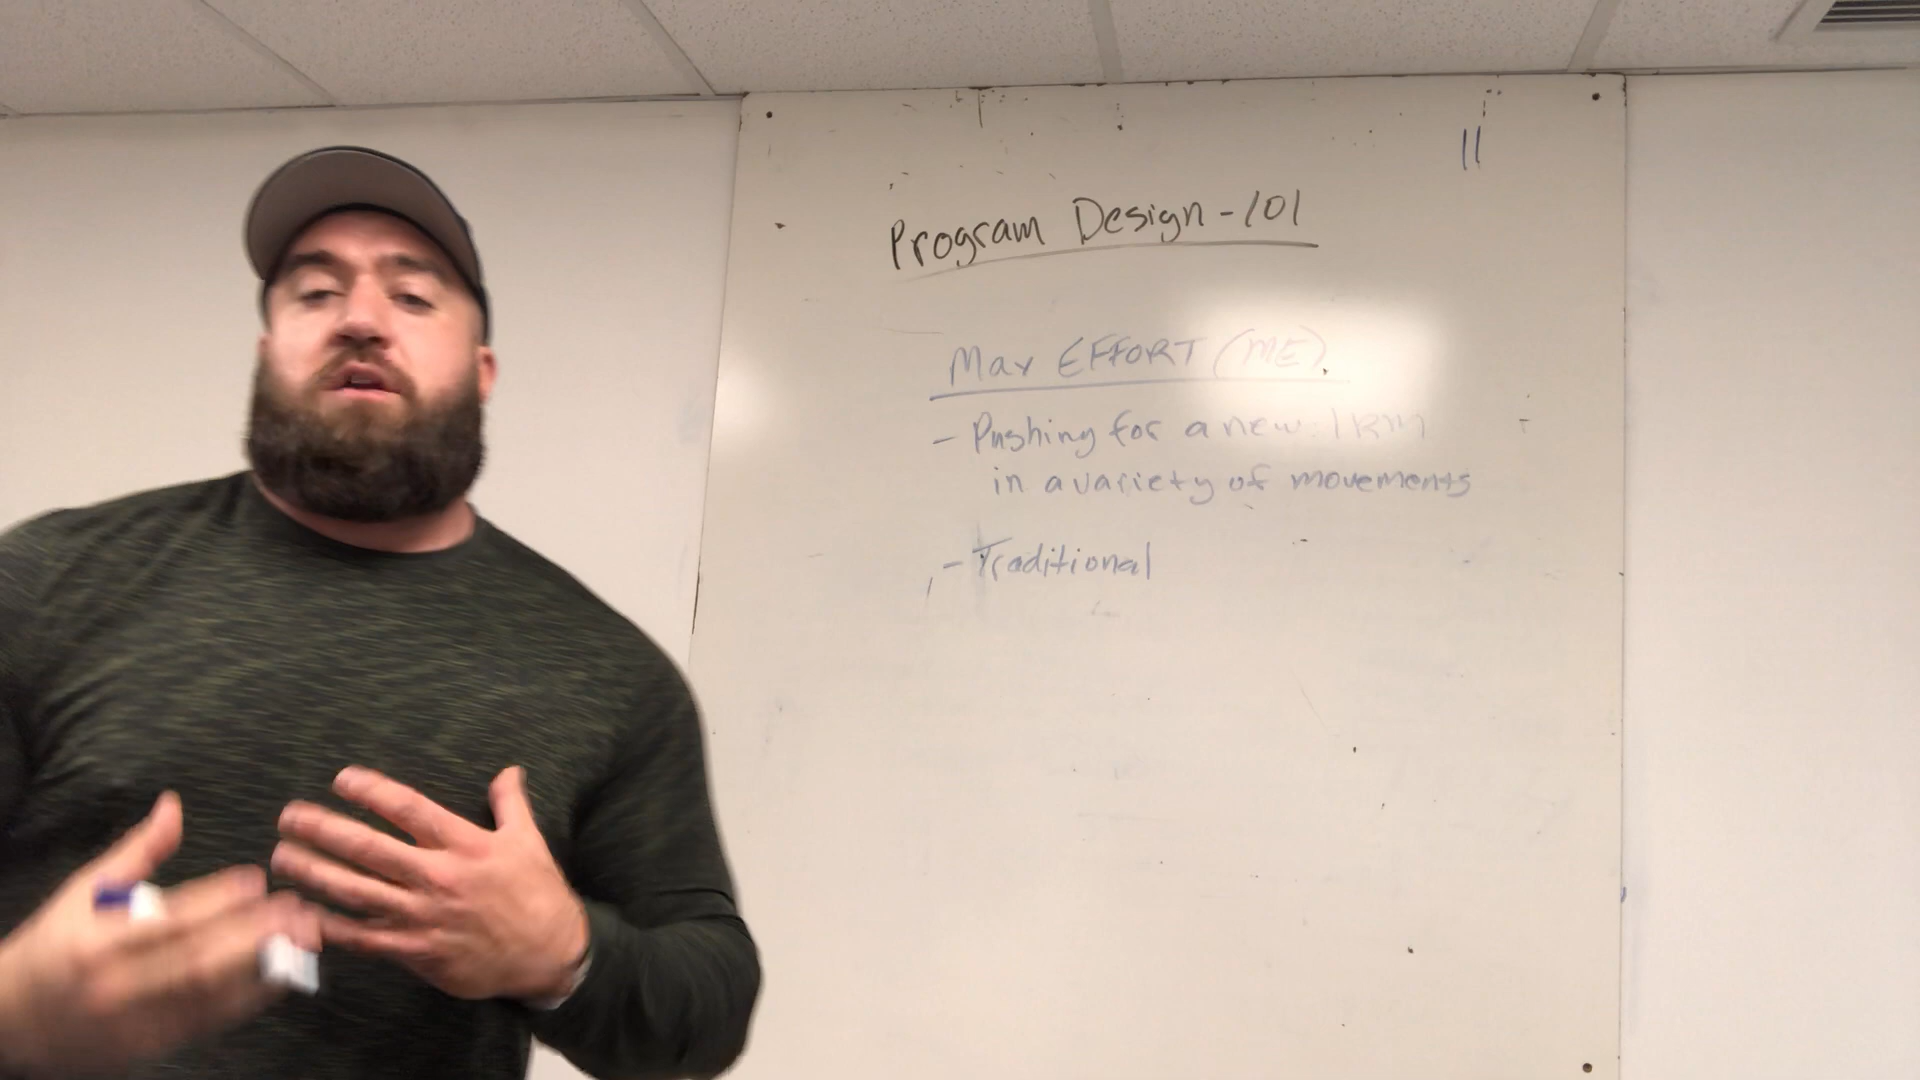 11
Program Design - 101
Max EFFORT (ME).
- Pushing for a new 1RM
in a variety of movements
- Traditional